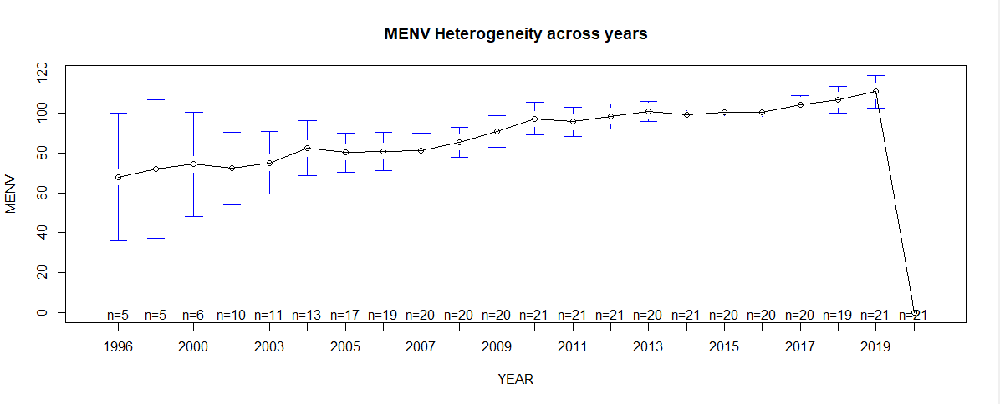 MENV Heterogeneity across years
MENV
120
100
80
60
40
20
0
n=5 n=5 n=6 n=10 n=11 n=13 n=17 n=19 n=20 n=20 n=20 n=21 n=21 n=21 n=20 n=21 n=20 n=20 n=20 n=19 n=21 n=21
1996 2000 2003 2005 2007 2009 2011 2013 2015 2017 2019
YEAR